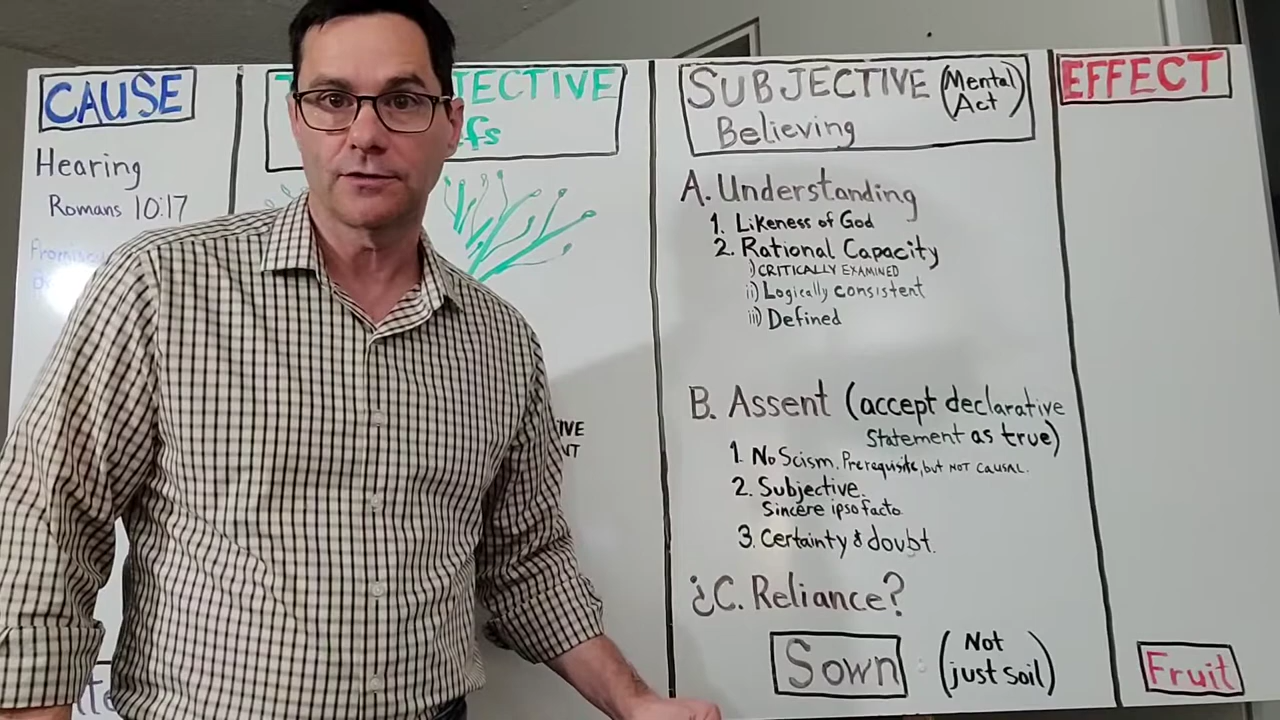 CAUSE
Hearing
Romans 10:17
JECTIVE
fs
SUBJECTIVE (Mental Act)
Believing
A. Understanding
1. Likeness of God
2. Rational Capacity
i) CRITICALLY EXAMINED
ii) Logically consistent
iii) Defined
B. Assent (accept declarative
statement as true)
1. No Scism. Prerequisite, but NOT CAUSAL.
2. Subjective.
Sincere ipso facto
3. Certainty & doubt.
¿C. Reliance?
Sown (Not just soil)
EFFECT
Fruit